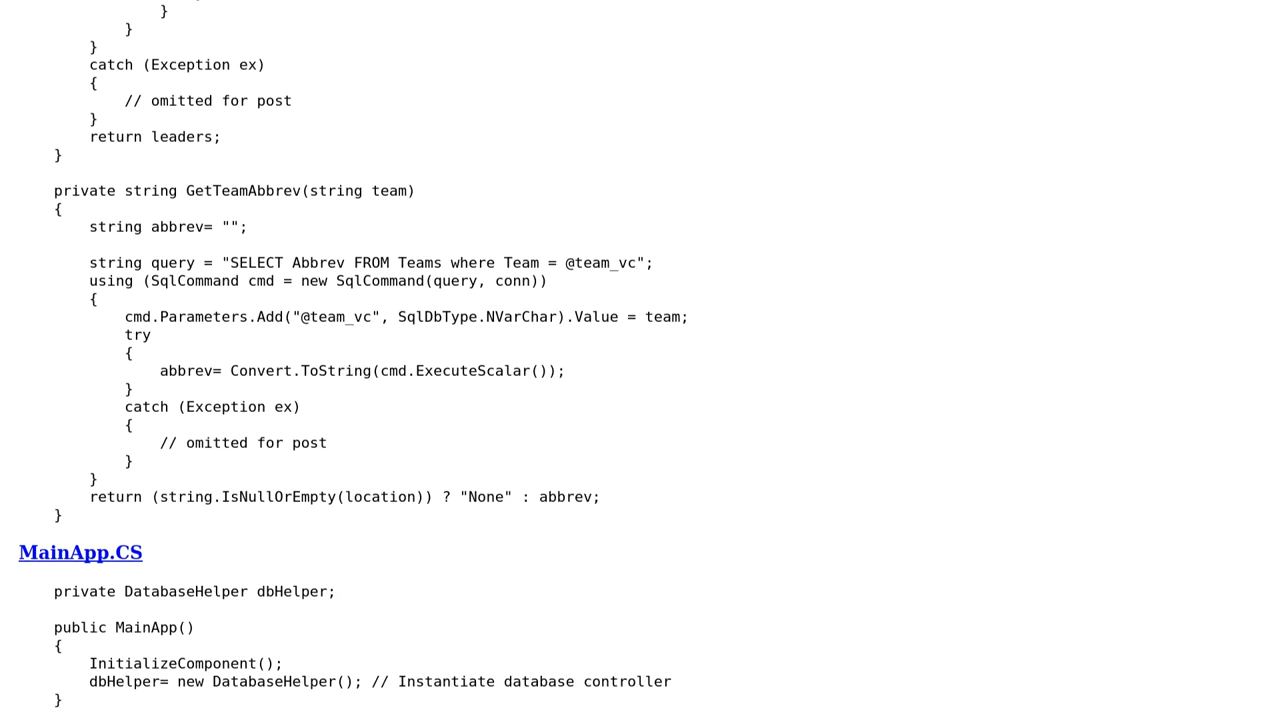 }
}
}
catch (Exception ex)
{
// omitted for post
}
return leaders;
}
private string GetTeamAbbrev(string team)
{
string abbrev= "";
string query = "SELECT Abbrev FROM Teams where Team = @team_vc";
using (SqlCommand cmd = new SqlCommand(query, conn))
{
cmd.Parameters.Add("@team_vc", SqlDbType.NVarChar).Value = team;
try
{
abbrev= Convert.ToString(cmd.ExecuteScalar());
}
catch (Exception ex)
{
// omitted for post
}
}
return (string.IsNullOrEmpty(location)) ? "None" : abbrev;
}
MainApp.CS
private DatabaseHelper dbHelper;
public MainApp()
{
InitializeComponent();
dbHelper= new DatabaseHelper(); // Instantiate database controller
}